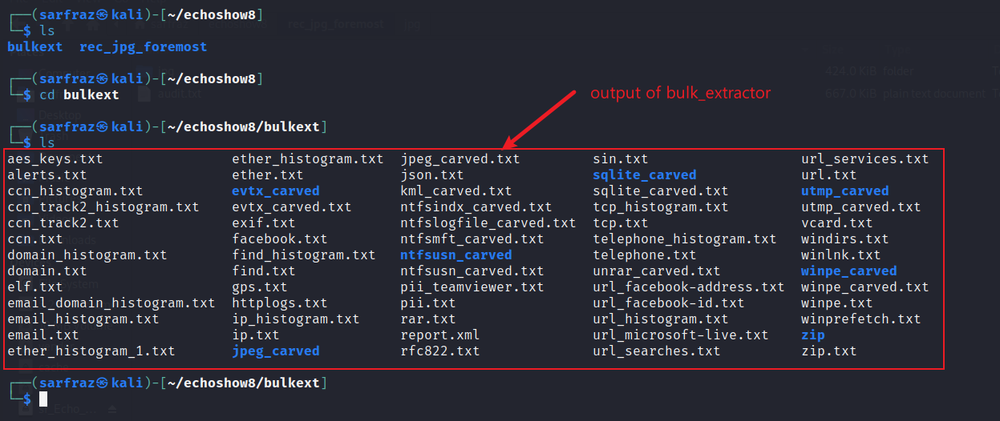 ┌──(sarfraz㉿kali)-[~/echoshow8]
└─$ ls
bulkext rec_jpg_foremost
┌──(sarfraz㉿kali)-[~/echoshow8]
└─$ cd bulkext
output of bulk_extractor
┌──(sarfraz㉿kali)-[~/echoshow8/bulkext]
└─$ ls
aes_keys.txt ether_histogram.txt jpeg_carved.txt sin.txt url_services.txt
alerts.txt ether.txt json.txt sqlite_carved url.txt
ccn_histogram.txt evtx_carved kml_carved.txt sqlite_carved.txt utmp_carved
ccn_track2_histogram.txt evtx_carved.txt ntfsindx_carved.txt tcp_histogram.txt utmp_carved.txt
ccn_track2.txt exif.txt ntfslogfile_carved.txt tcp.txt vcard.txt
ccn.txt facebook.txt ntfsmft_carved.txt telephone_histogram.txt windirs.txt
domain_histogram.txt find_histogram.txt ntfsusn_carved telephone.txt winlnk.txt
domain.txt find.txt ntfsusn_carved.txt unrar_carved.txt winpe_carved
elf.txt gps.txt pii_teamviewer.txt url_facebook-address.txt winpe_carved.txt
email_domain_histogram.txt httplogs.txt pii.txt url_facebook-id.txt winpe.txt
email_histogram.txt ip_histogram.txt rar.txt url_histogram.txt winprefetch.txt
email.txt ip.txt report.xml url_microsoft-live.txt zip
ether_histogram_1.txt jpeg_carved rfc822.txt url_searches.txt zip.txt
┌──(sarfraz㉿kali)-[~/echoshow8/bulkext]
└─$